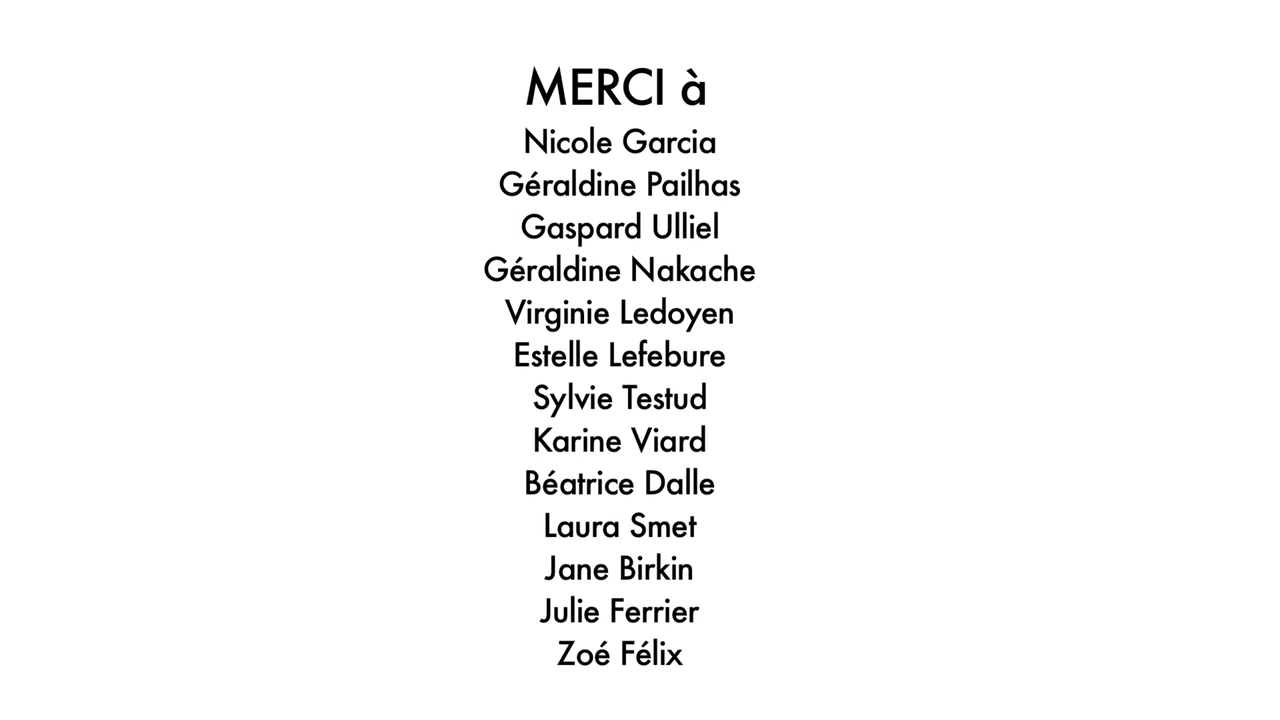 MERCI à
Nicole Garcia
Géraldine Pailhas
Gaspard Ulliel
Géraldine Nakache
Virginie Ledoyen
Estelle Lefebure
Sylvie Testud
Karine Viard
Béatrice Dalle
Laura Smet
Jane Birkin
Julie Ferrier
Zoé Félix